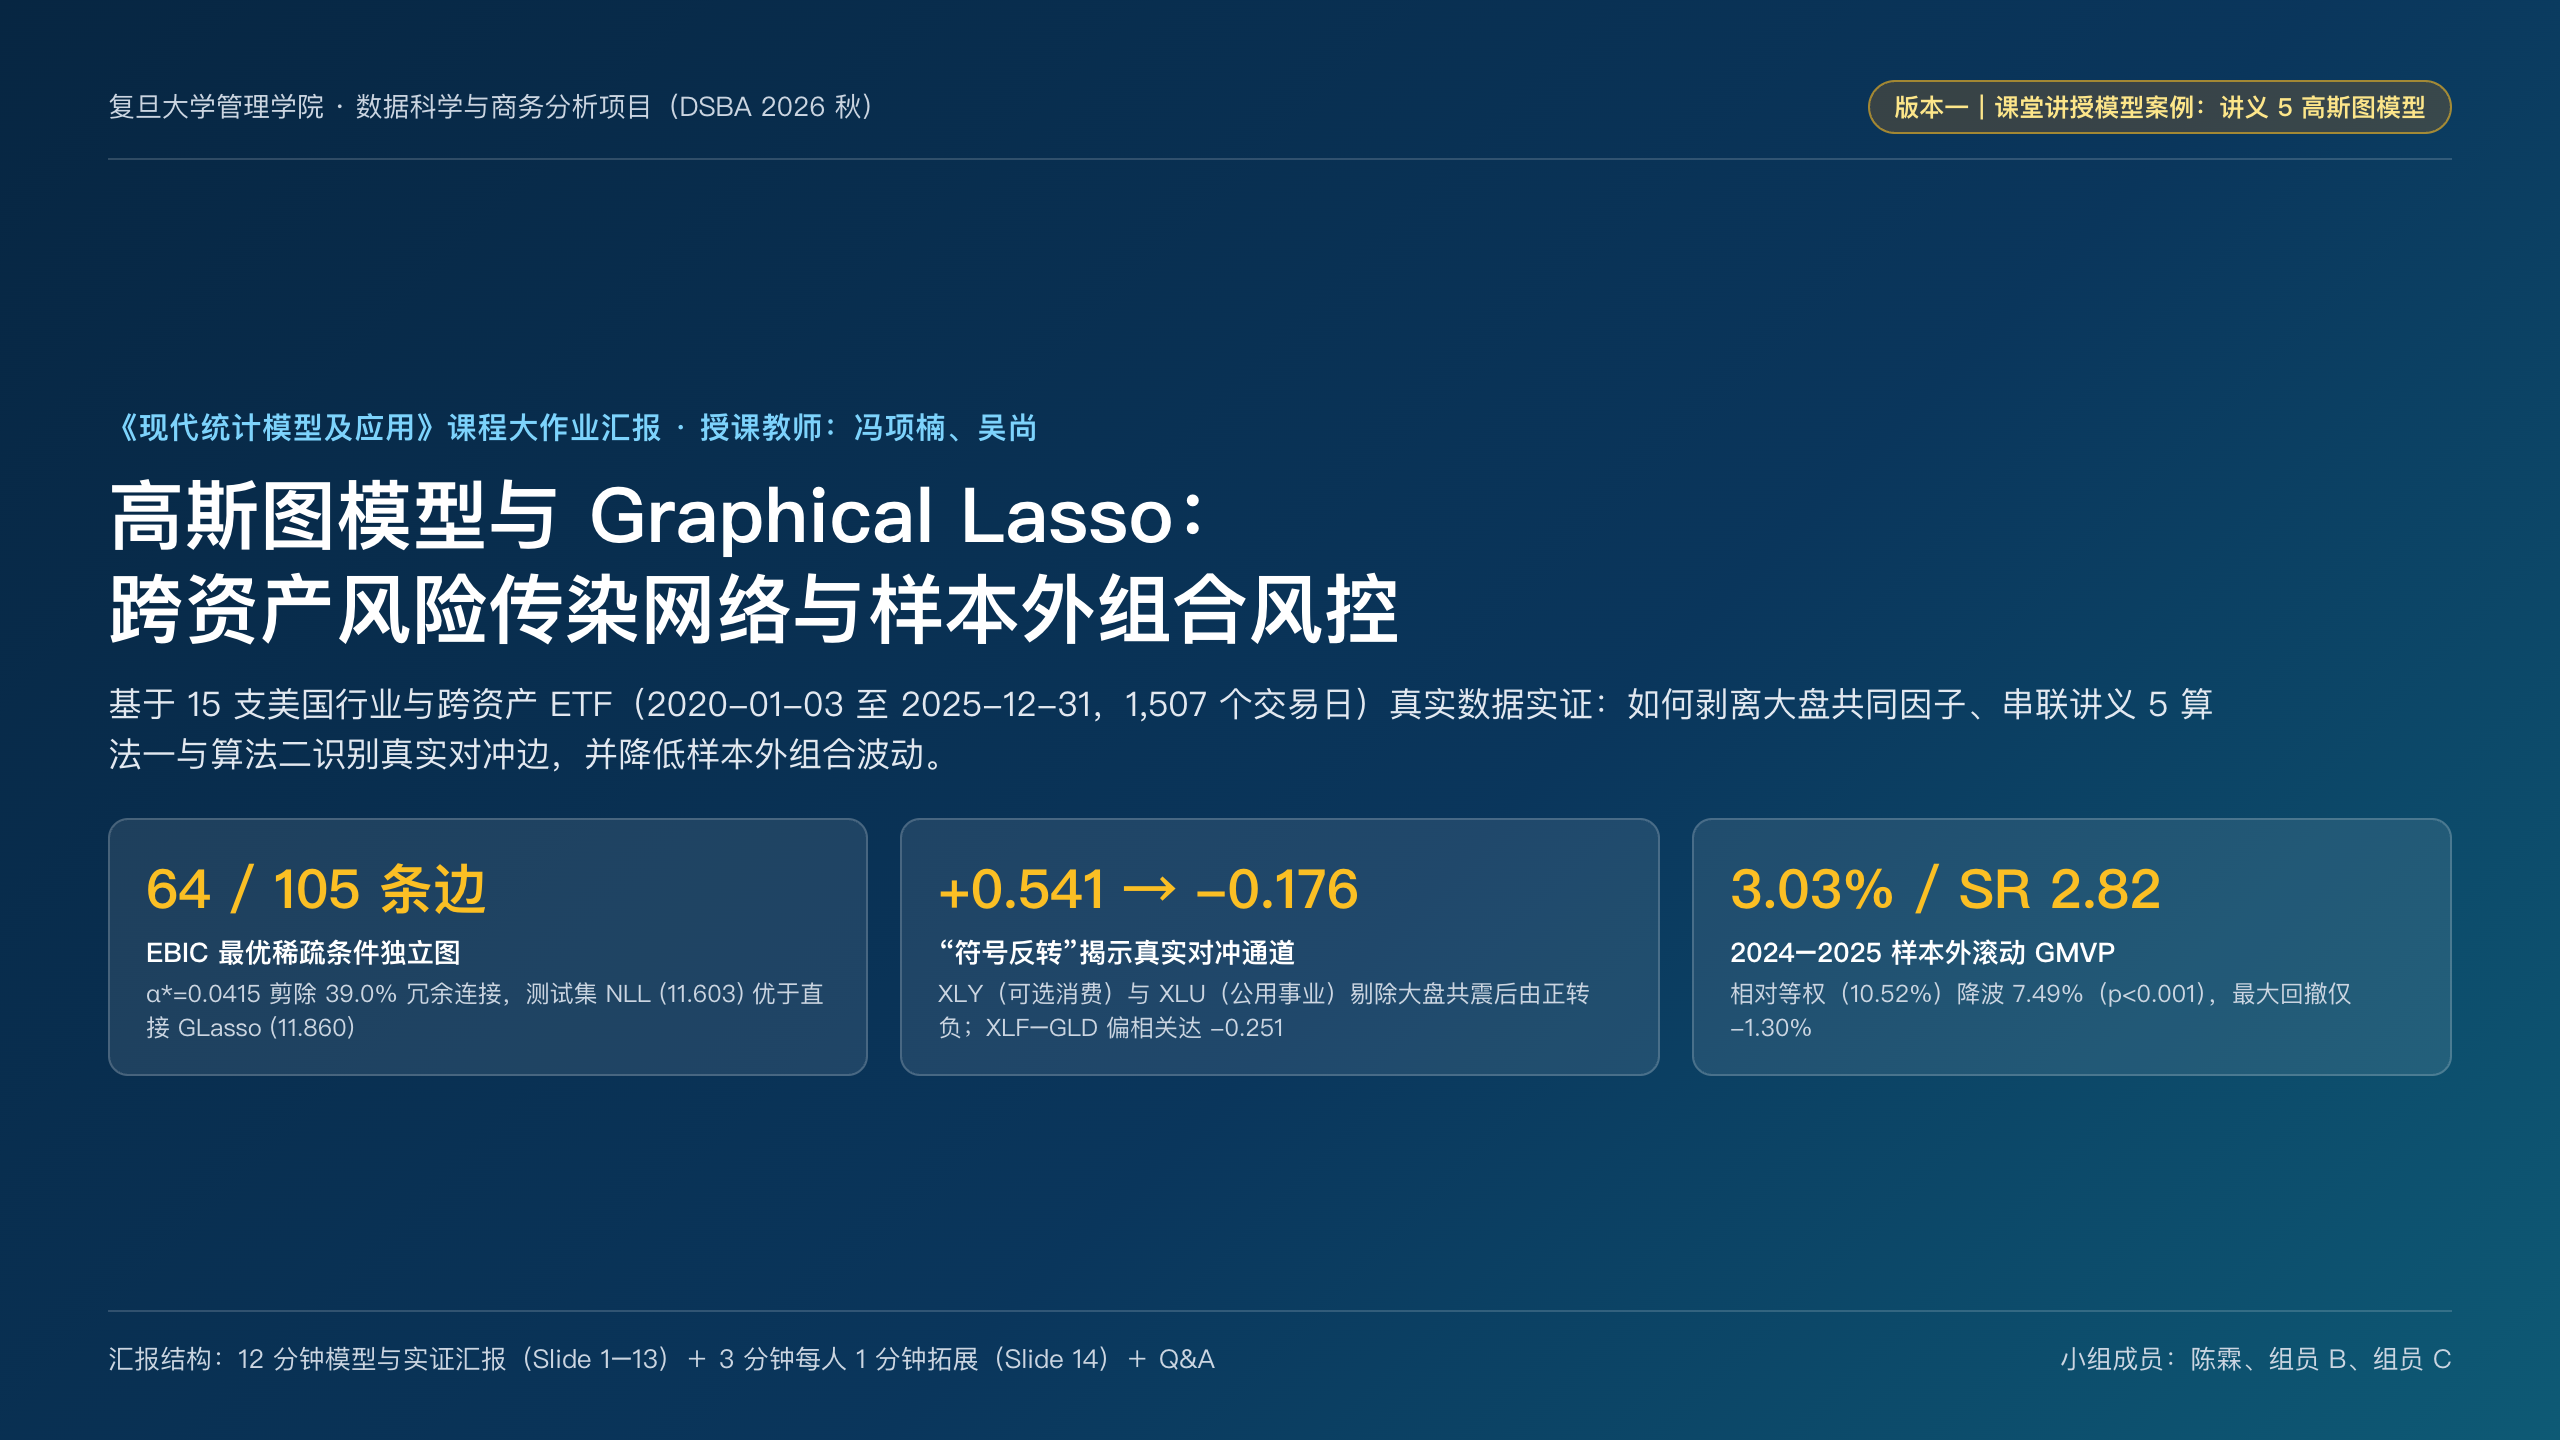 复旦大学管理学院 · 数据科学与商务分析项目（DSBA 2026 秋）
版本一｜课堂讲授模型案例：讲义 5 高斯图模型
《现代统计模型及应用》课程大作业汇报 · 授课教师：冯项楠、吴尚
高斯图模型与 Graphical Lasso：
跨资产风险传染网络与样本外组合风控
基于 15 支美国行业与跨资产 ETF（2020-01-03 至 2025-12-31，1,507 个交易日）真实数据实证：如何剥离大盘共同因子、串联讲义 5 算
法一与算法二识别真实对冲边，并降低样本外组合波动。
64 / 105 条边
EBIC 最优稀疏条件独立图
α*=0.0415 剪除 39.0% 冗余连接，测试集 NLL (11.603) 优于直
接 GLasso (11.860)
+0.541 → -0.176
“符号反转”揭示真实对冲通道
XLY（可选消费）与 XLU（公用事业）剔除大盘共震后由正转
负；XLF—GLD 偏相关达 -0.251
3.03% / SR 2.82
2024—2025 样本外滚动 GMVP
相对等权（10.52%）降波 7.49%（p<0.001），最大回撤仅
-1.30%
汇报结构：12 分钟模型与实证汇报（Slide 1—13）＋ 3 分钟每人 1 分钟拓展（Slide 14）＋ Q&A
小组成员：陈霖、组员 B、组员 C